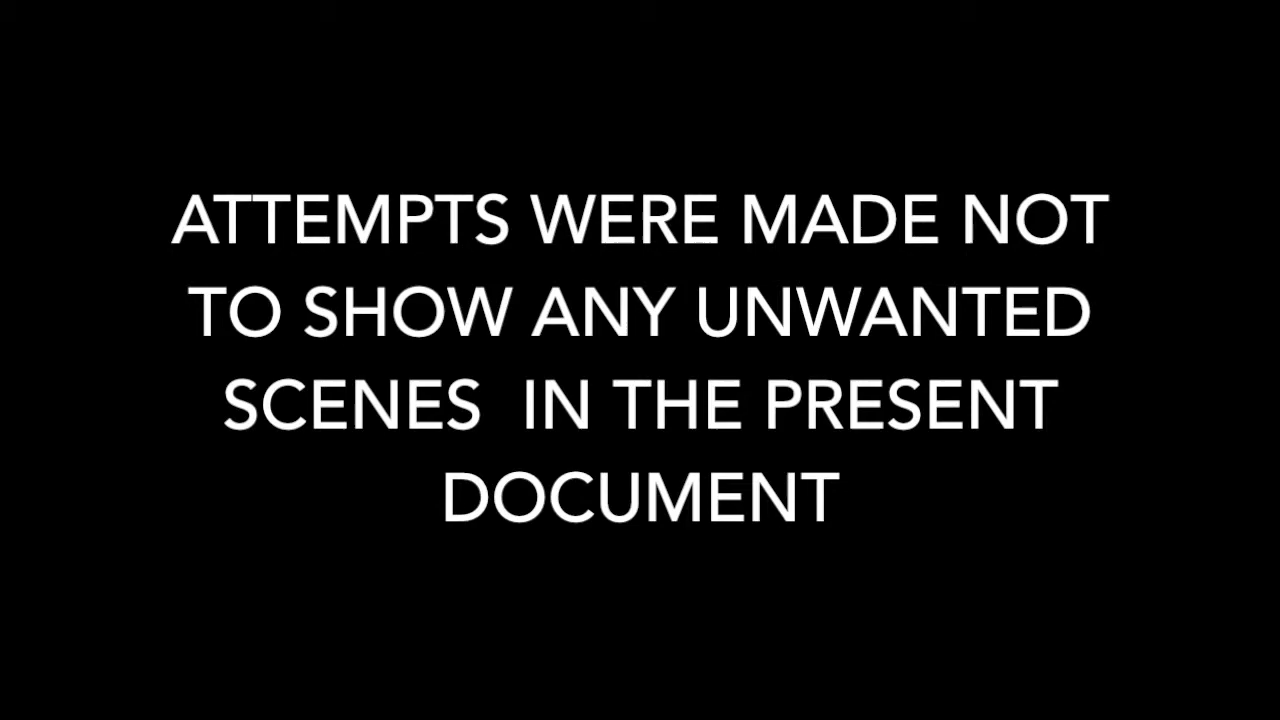 ATTEMPTS WERE MADE NOT
TO SHOW ANY UNWANTED
SCENES  IN THE PRESENT
DOCUMENT